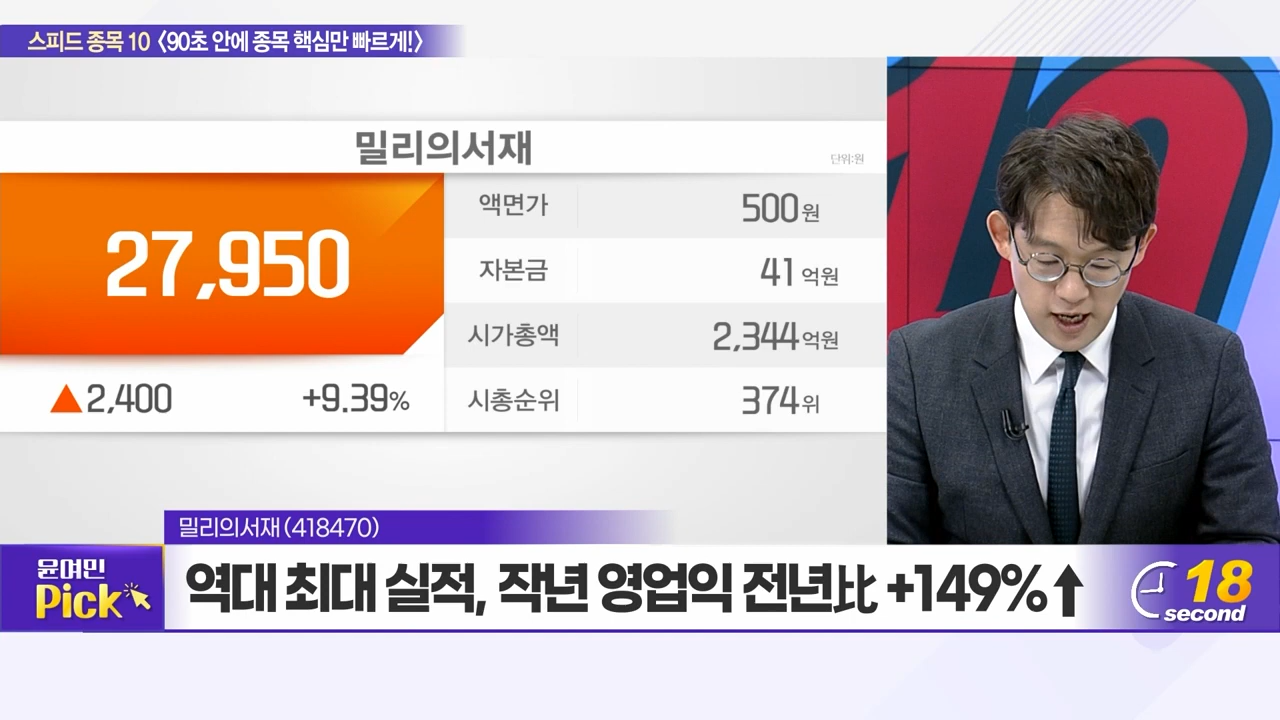 스피드 종목 10 〈90초 안에 종목 핵심만 빠르게!〉
밀리의서재
단위:원
27,950
▲2,400 +9.39%
액면가 500원
자본금 41 억원
시가총액 2,344억원
시총순위 374위
10
밀리의서재(418470)
윤여민
Pick
역대 최대 실적, 작년 영업익 전년比 +149%↑
18
second